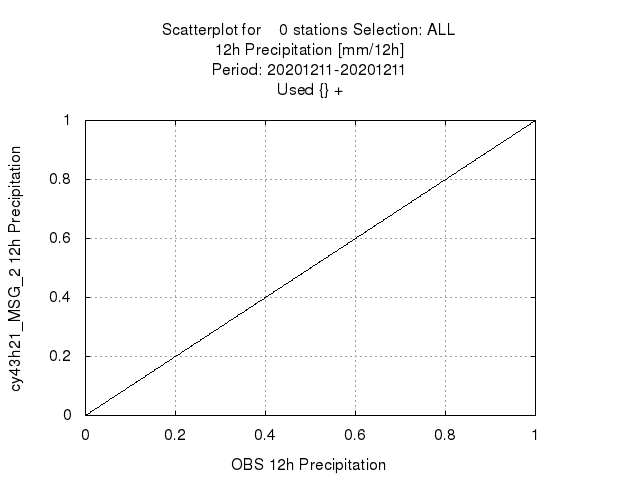 Scatterplot for 0 stations Selection: ALL
12h Precipitation [mm/12h]
Period: 20201211-20201211
Used {} +
cy43h21_MSG_2 12h Precipitation
1
0.8
0.6
0.4
0.2
0
0 0.2 0.4 0.6 0.8 1
OBS 12h Precipitation